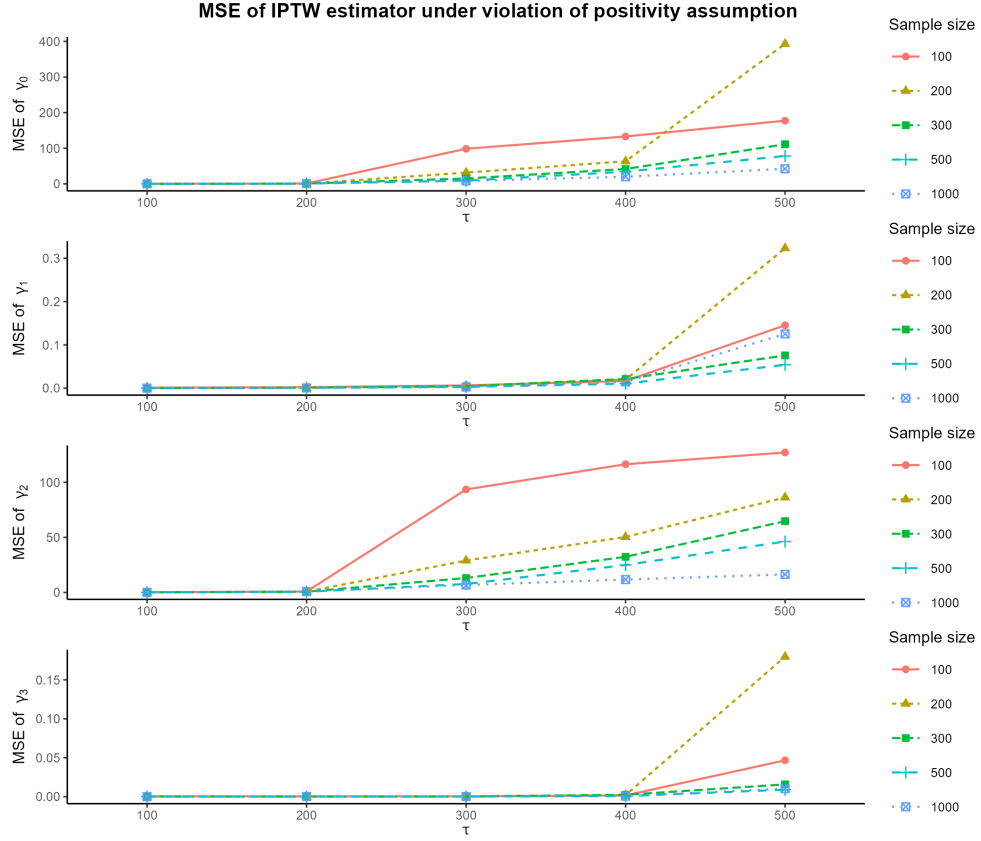 MSE of IPTW estimator under violation of positivity assumption
MSE of γ0
400
300
200
100
0
100 200 300 400 500
τ
Sample size
100
200
300
500
1000
MSE of γ1
0.3
0.2
0.1
0.0
100 200 300 400 500
τ
Sample size
100
200
300
500
1000
MSE of γ2
100
50
0
100 200 300 400 500
τ
Sample size
100
200
300
500
1000
MSE of γ3
0.15
0.10
0.05
0.00
100 200 300 400 500
τ
Sample size
100
200
300
500
1000